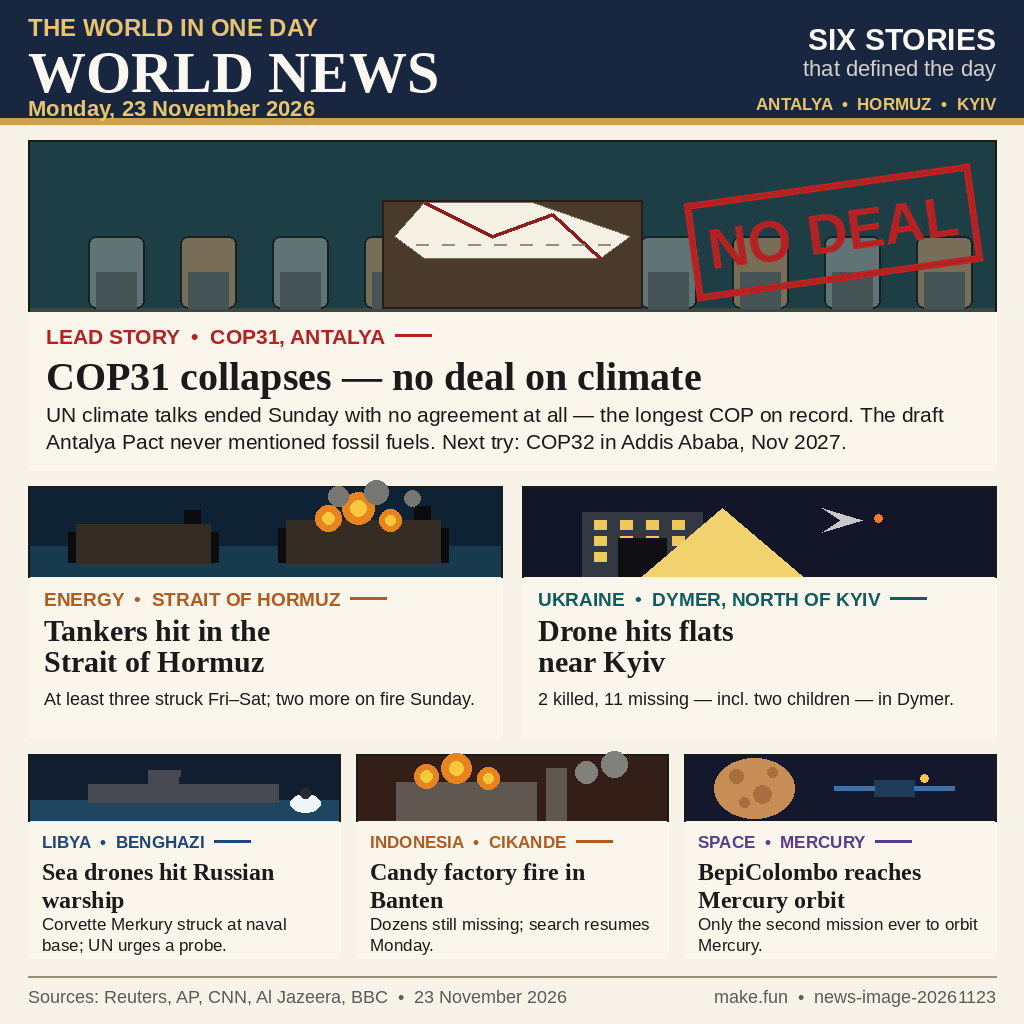 THE WORLD IN ONE DAY
WORLD NEWS
Monday, 23 November 2026
SIX STORIES
that defined the day
ANTALYA • HORMUZ • KYIV
NO DEAL
LEAD STORY • COP31, ANTALYA
COP31 collapses — no deal on climate
UN climate talks ended Sunday with no agreement at all — the longest COP on record. The draft
Antalya Pact never mentioned fossil fuels. Next try: COP32 in Addis Ababa, Nov 2027.
ENERGY • STRAIT OF HORMUZ
Tankers hit in the
Strait of Hormuz
At least three struck Fri–Sat; two more on fire Sunday.
UKRAINE • DYMER, NORTH OF KYIV
Drone hits flats
near Kyiv
2 killed, 11 missing — incl. two children — in Dymer.
LIBYA • BENGHAZI
Sea drones hit Russian
warship
Corvette Merkury struck at naval
base; UN urges a probe.
INDONESIA • CIKANDE
Candy factory fire in
Banten
Dozens still missing; search resumes
Monday.
SPACE • MERCURY
BepiColombo reaches
Mercury orbit
Only the second mission ever to orbit
Mercury.
Sources: Reuters, AP, CNN, Al Jazeera, BBC • 23 November 2026
make.fun • news-image-20261123